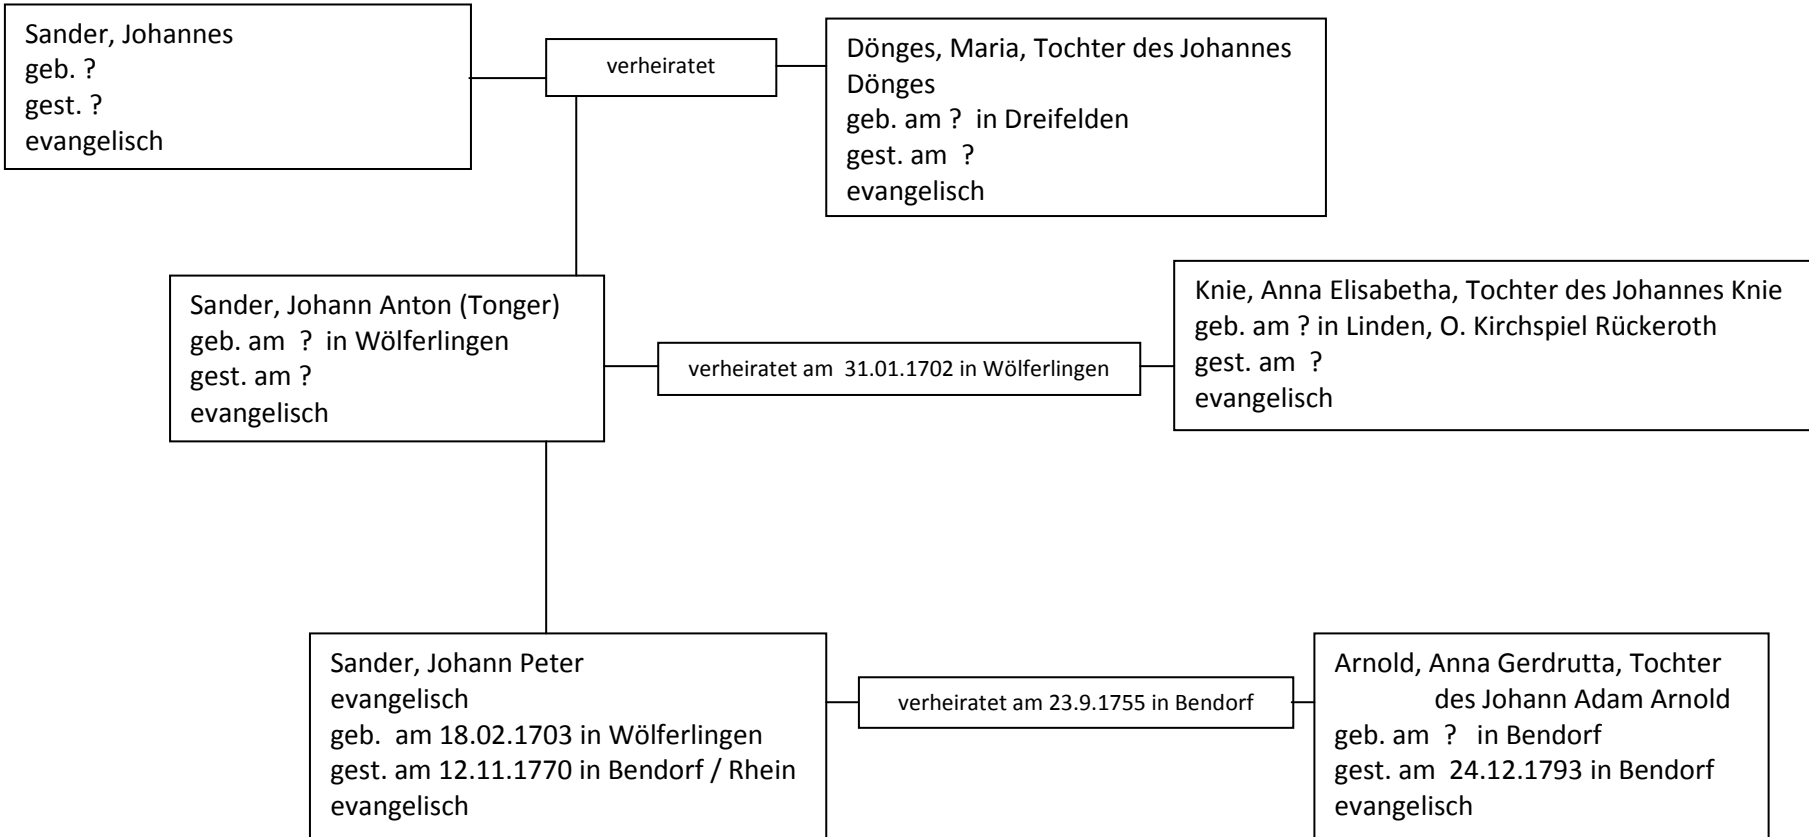 Sander, Johannes
geb. ?
gest. ?
evangelisch
verheiratet
Dönges, Maria, Tochter des Johannes
Dönges
geb. am ? in Dreifelden
gest. am ?
evangelisch
Sander, Johann Anton (Tonger)
geb. am ? in Wölferlingen
gest. am ?
evangelisch
verheiratet am 31.01.1702 in Wölferlingen
Knie, Anna Elisabetha, Tochter des Johannes Knie
geb. am ? in Linden, O. Kirchspiel Rückeroth
gest. am ?
evangelisch
Sander, Johann Peter
evangelisch
geb. am 18.02.1703 in Wölferlingen
gest. am 12.11.1770 in Bendorf / Rhein
evangelisch
verheiratet am 23.9.1755 in Bendorf
Arnold, Anna Gerdrutta, Tochter
des Johann Adam Arnold
geb. am ? in Bendorf
gest. am 24.12.1793 in Bendorf
evangelisch